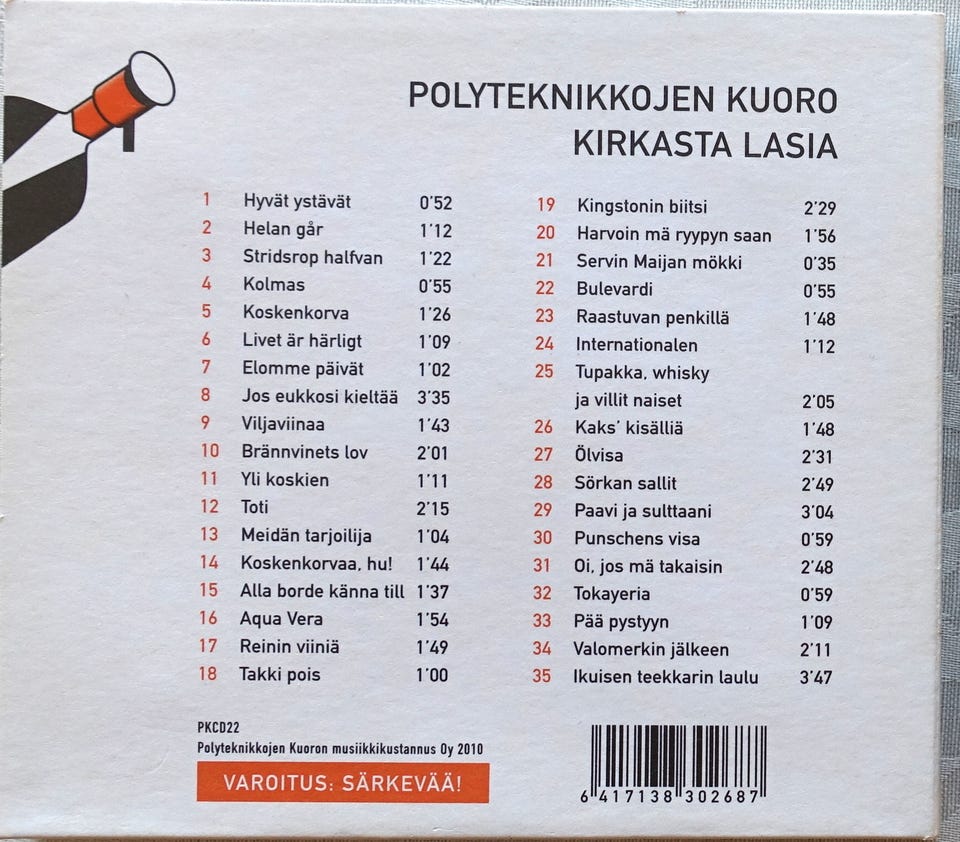 POLYTEKNIKKOJEN KUORO
KIRKASTA LASIA
1 Hyvät ystävät 0'52
2 Helan går 1'12
3 Stridsrop halfvan 1'22
4 Kolmas 0'55
5 Koskenkorva 1'26
6 Livet är härligt 1'09
7 Elomme päivät 1'02
8 Jos eukkosi kieltää 3'35
9 Viljaviinaa 1'43
10 Brännvinets lov 2'01
11 Yli koskien 1'11
12 Toti 2'15
13 Meidän tarjoilija 1'04
14 Koskenkorvaa, hu! 1'44
15 Alla borde känna till 1'37
16 Aqua Vera 1'54
17 Reinin viiniä 1'49
18 Takki pois 1'00
19 Kingstonin biitsi 2'29
20 Harvoin mä ryypyn saan 1'56
21 Servin Maijan mökki 0'35
22 Bulevardi 0'55
23 Raastuvan penkillä 1'48
24 Internationalen 1'12
25 Tupakka, whisky
ja villit naiset 2'05
26 Kaks' kisälliä 1'48
27 Ölvisa 2'31
28 Sörkan sallit 2'49
29 Paavi ja sulttaani 3'04
30 Punschens visa 0'59
31 Oi, jos mä takaisin 2'48
32 Tokayeria 0'59
33 Pää pystyyn 1'09
34 Valomerkin jälkeen 2'11
35 Ikuisen teekkarin laulu 3'47
PKCD22
Polyteknikkojen Kuoron musiikkikustannus Oy 2010
VAROITUS: SÄRKEVÄÄ!
6 417138 302687